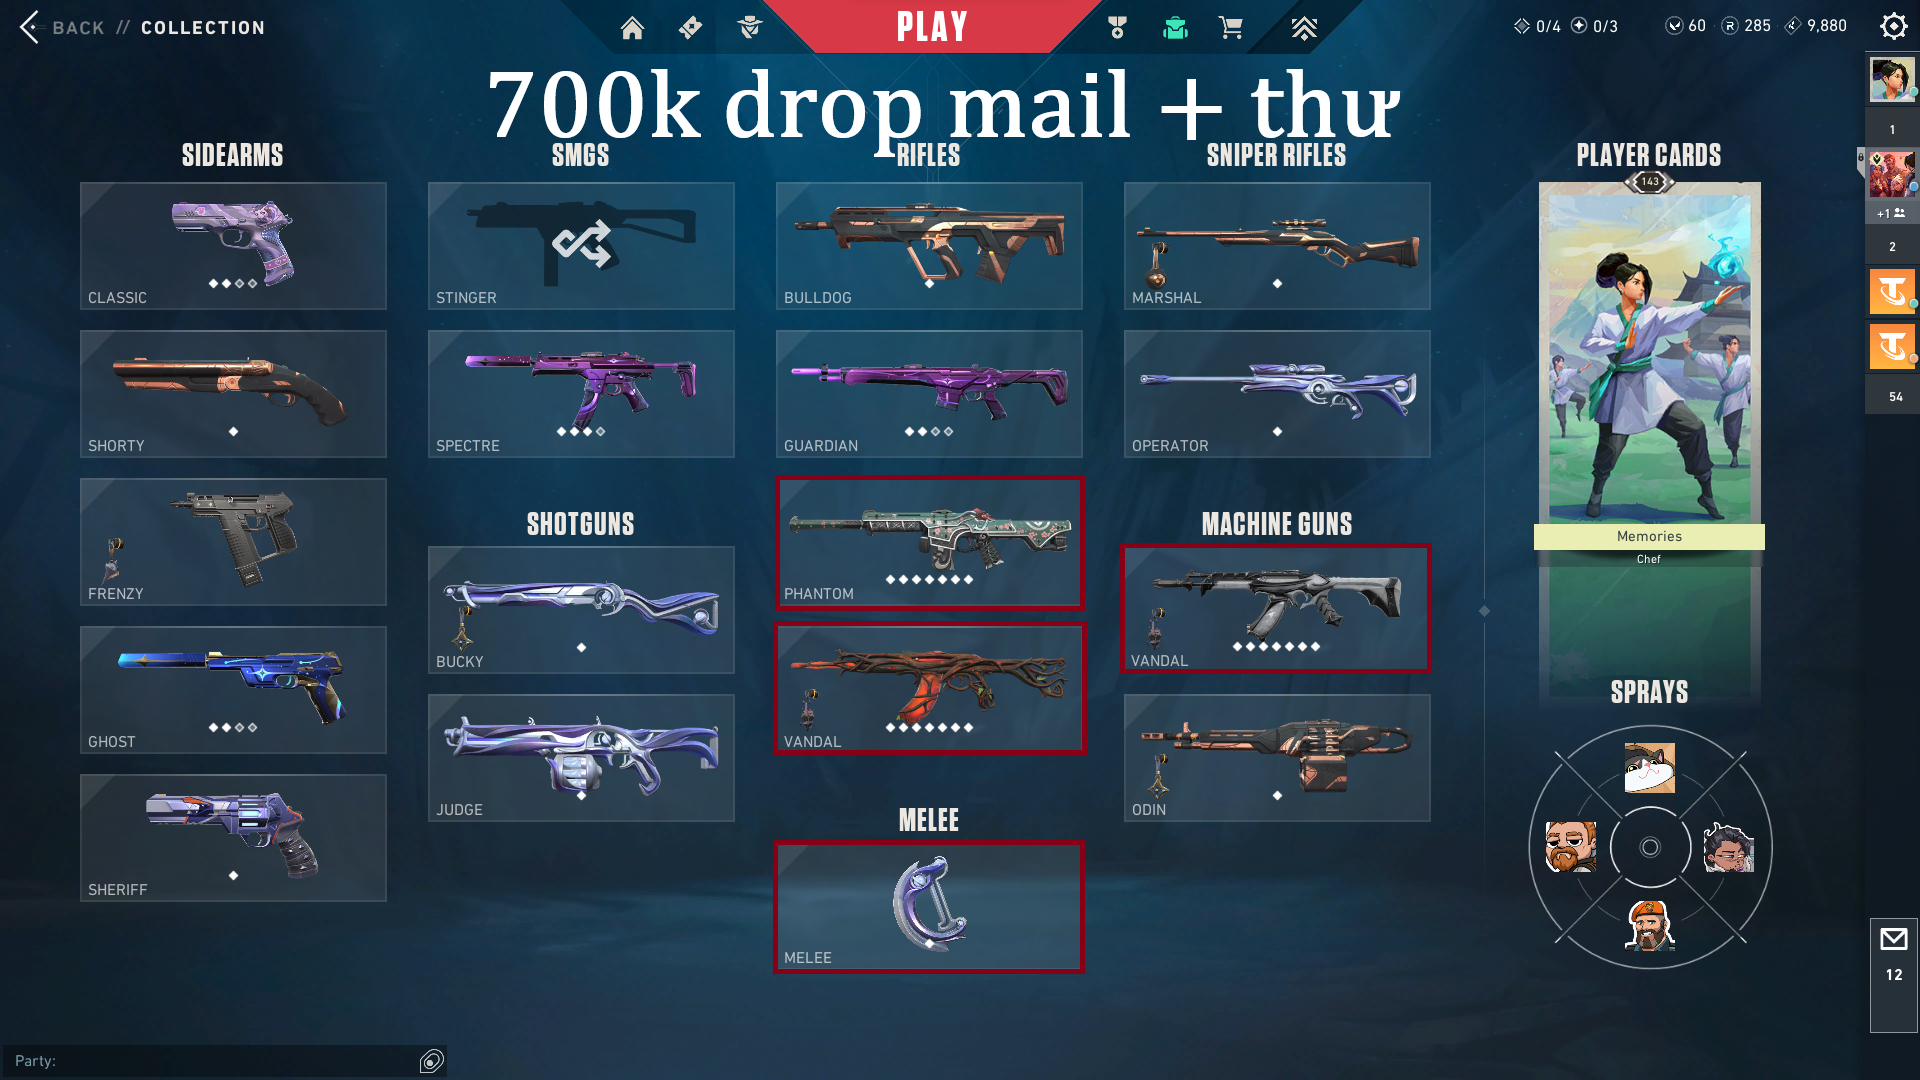 BACK // COLLECTION
PLAY
0/4 0/3 60 285 9,880
700k drop mail + thư
SIDEARMS
CLASSIC
SHORTY
FRENZY
GHOST
SHERIFF
SMGS
STINGER
SPECTRE
SHOTGUNS
BUCKY
JUDGE
RIFLES
BULLDOG
GUARDIAN
PHANTOM
VANDAL
MELEE
MELEE
SNIPER RIFLES
MARSHAL
OPERATOR
MACHINE GUNS
VANDAL
ODIN
PLAYER CARDS
143
Memories
Chef
SPRAYS
1
+1
2
54
12
Party: